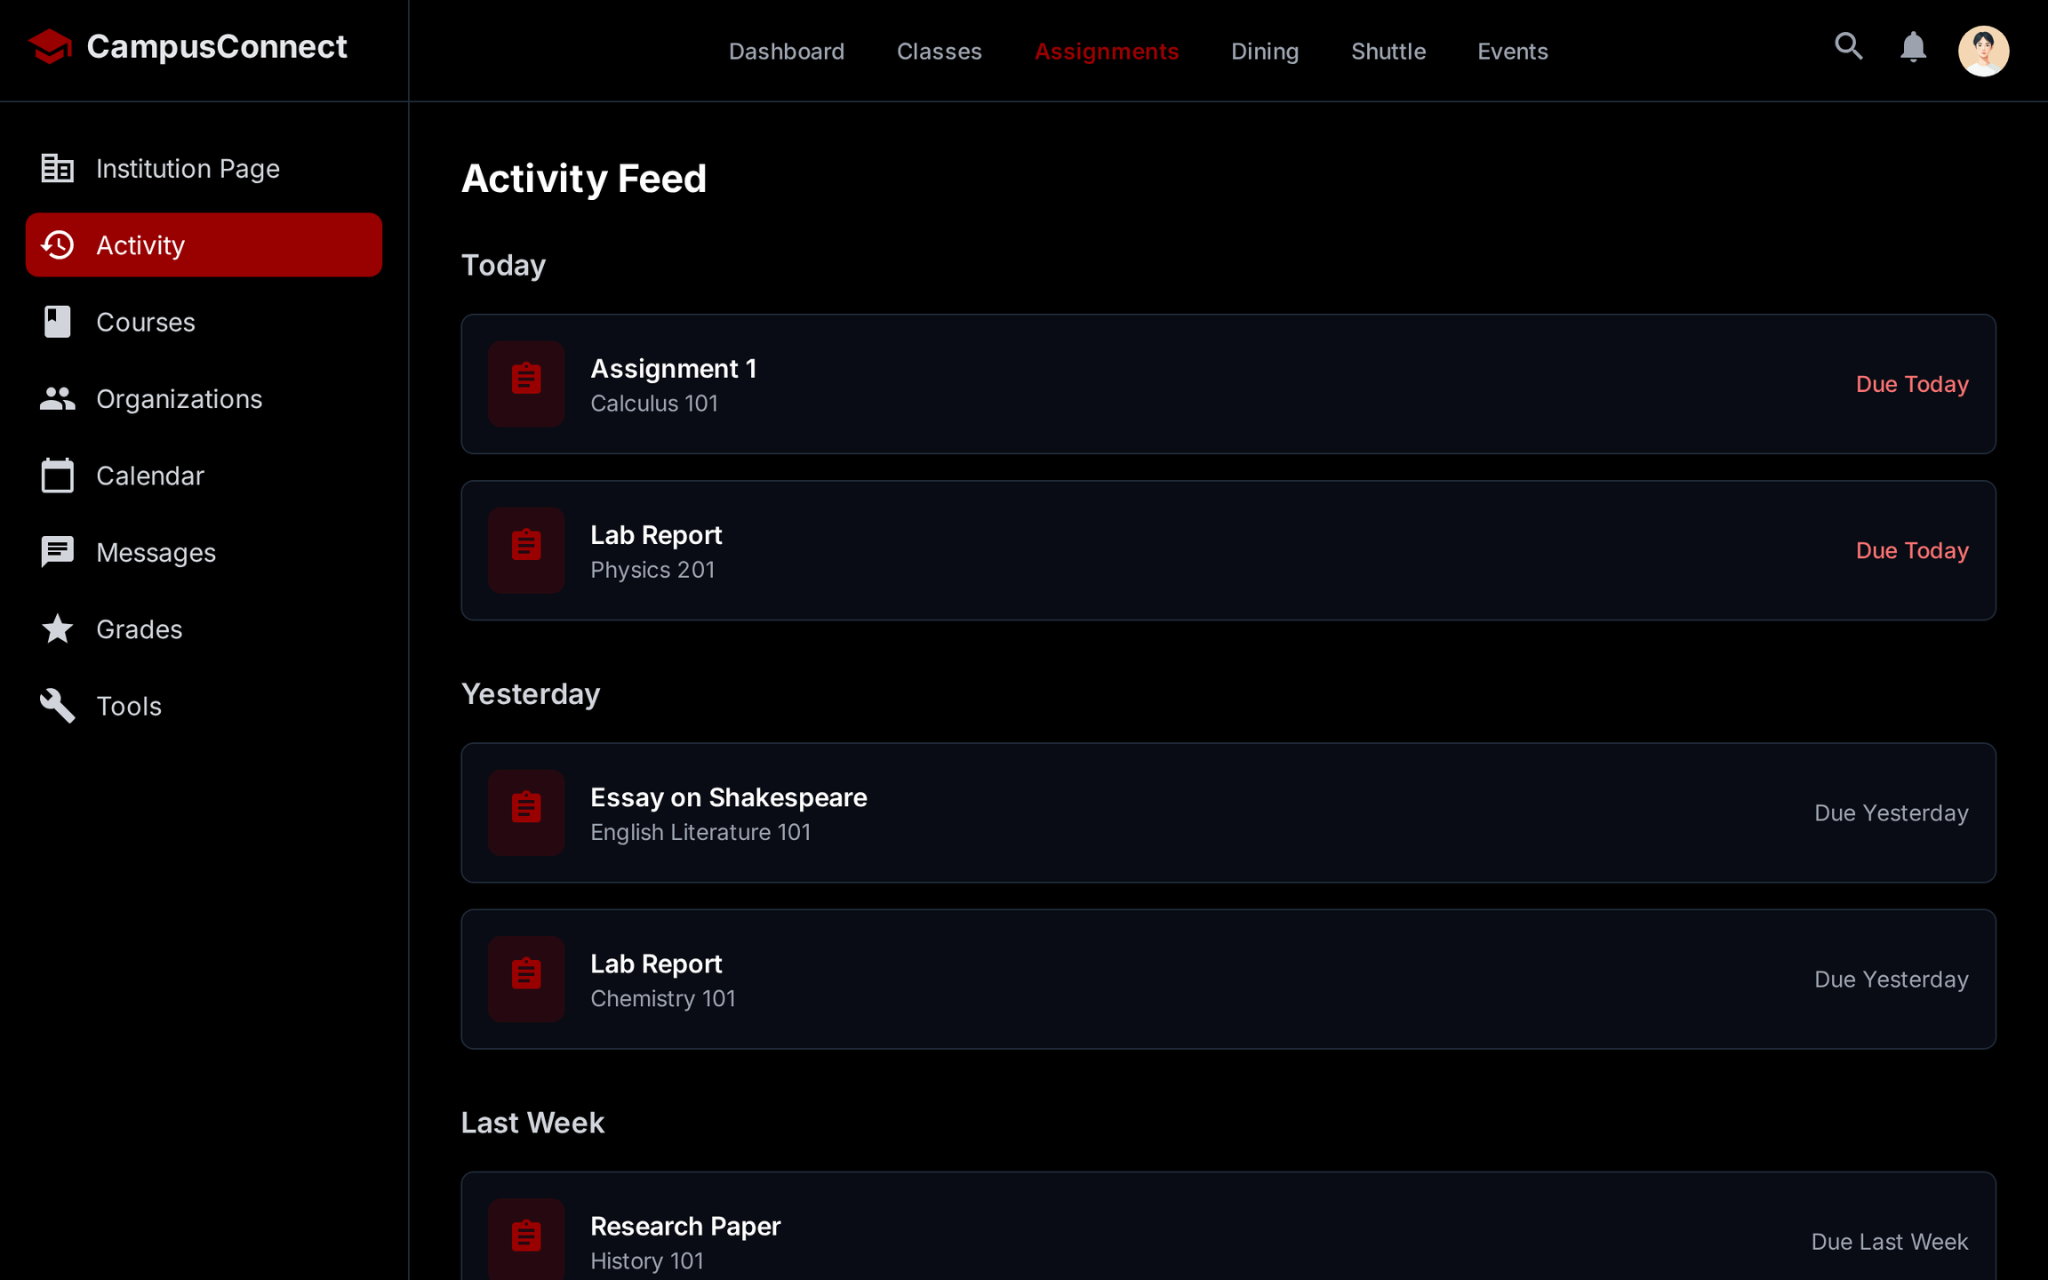 CampusConnect
Dashboard
Classes
Assignments
Dining
Shuttle
Events
Institution Page
Activity
Courses
Organizations
Calendar
Messages
Grades
Tools
Activity Feed
Today
Assignment 1
Calculus 101
Due Today
Lab Report
Physics 201
Due Today
Yesterday
Essay on Shakespeare
English Literature 101
Due Yesterday
Lab Report
Chemistry 101
Due Yesterday
Last Week
Research Paper
History 101
Due Last Week